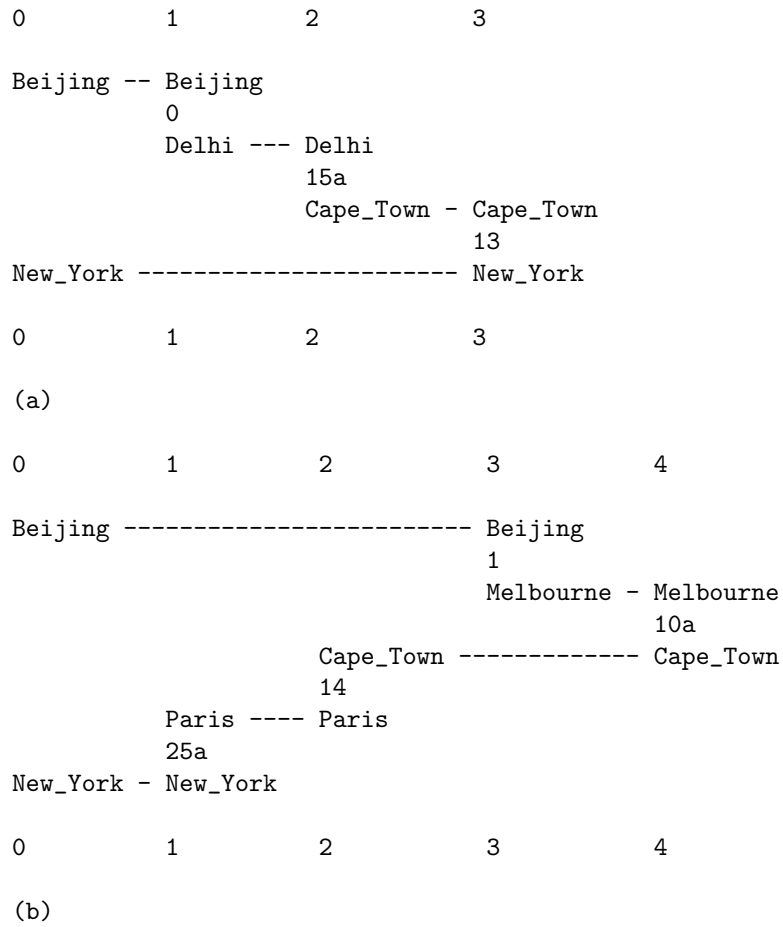 0         1         2           3
Beijing -- Beijing
0
Delhi --- Delhi
15a
Cape_Town - Cape_Town
13
New_York ----------------------- New_York
0         1         2           3
(a)
0         1          2           3           4
Beijing ------------------------- Beijing
1
Melbourne - Melbourne
10a
Cape_Town ------------- Cape_Town
14
Paris ---- Paris
25a
New_York - New_York
0         1          2           3           4
(b)